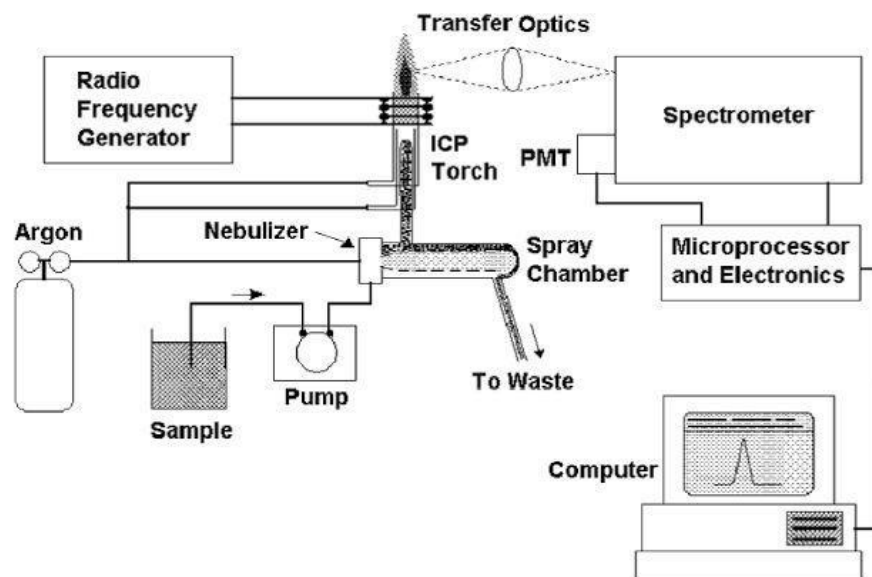 Transfer Optics
Radio
Frequency
Generator
Spectrometer
ICP
Torch
PMT
Argon
Nebulizer
Spray
Chamber
Microprocessor
and Electronics
To Waste
Pump
Sample
Computer